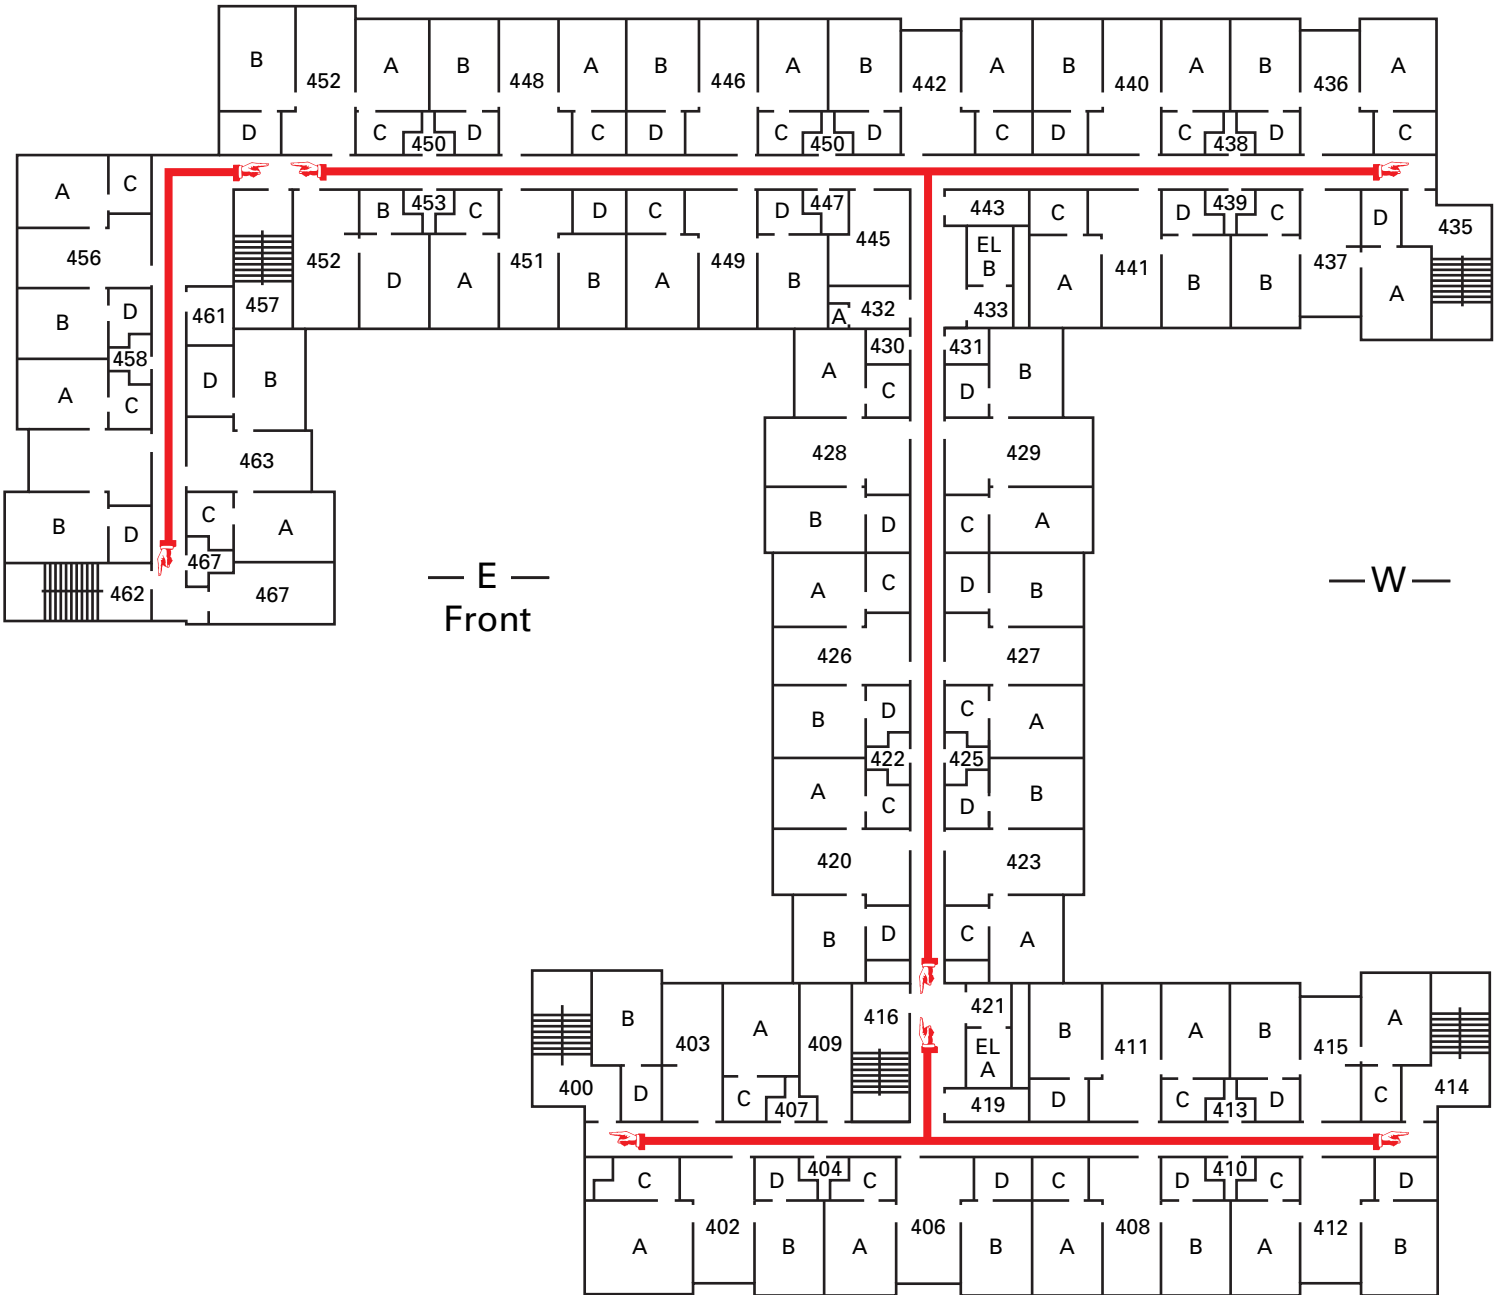 B 452 A B 448 A B 446 A B 442 A B 440 A B 436 A
D C 450 D C D C 450 D C D C 438 D C
A C B 453 C D C D 447 443 C D 439 C D 435
456 452 451 449 445 EL B 441 437
D A B A B A B B A
B D 461 457 A 432 433
458
A C D B A 430 431 B
C D
463 428 429
B D C A B D C A
467
462 467
— E —
Front
— W —
A C D B
426 427
B D C A
422 425
A C D B
420 423
B D C A
B 403 A 409 416 421 B 411 A B 415 A
EL A
400 D C 407 419 D C 413 D C 414
C D 404 C D C D 410 C D
402 406 408 412
A B A B A B A B